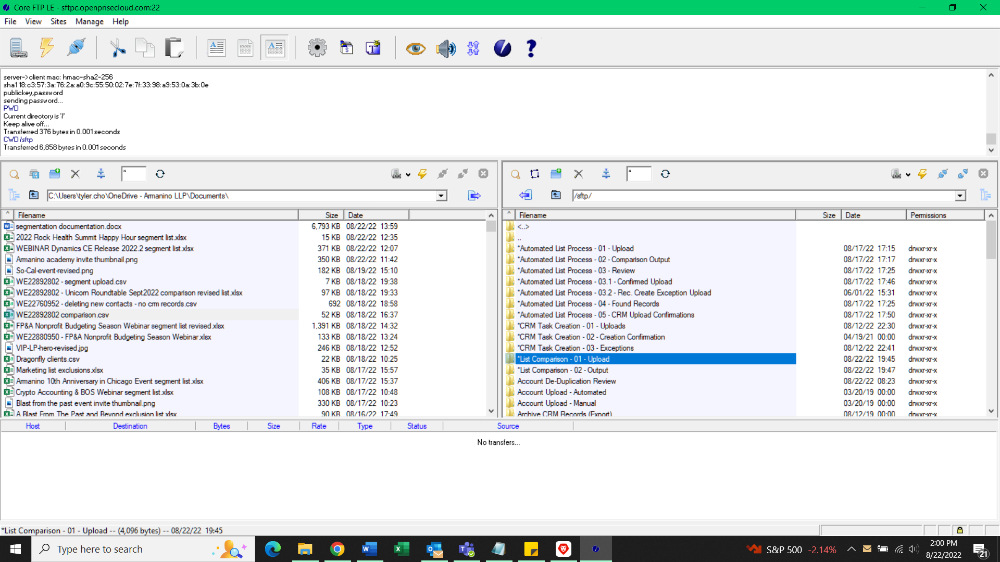 Core FTP LE - sftpc.openprisecloud.com:22
File View Sites Manage Help
server->client mac: hmac-sha2-256
sha118:c3:57:3a:76:2a:a0:9c:55:50:02:7e:7f:33:98:a9:53:0a:3b:0e
publickey,password
sending password...
PWD
Current directory is '/'
Keep alive off...
Transferred 376 bytes in 0.001 seconds
CWD /sftp
Transferred 6,858 bytes in 0.001 seconds
C:\Users\tyler.cho\OneDrive - Armanino LLP\Documents\
Filename Size Date
segmentation documentation.docx 6,793 KB 08/22/22 13:59
2022 Rock Health Summit Happy Hour segment list.xlsx 15 KB 08/22/22 12:35
WEBINAR Dynamics CE Release 2022.2 segment list.xlsx 371 KB 08/22/22 12:07
Armanino academy invite thumbnail.png 350 KB 08/22/22 11:42
So-Cal-event-revised.png 182 KB 08/19/22 15:10
WE22892802 - segment upload.csv 7 KB 08/18/22 19:38
WE22892802 - Unicorn Roundtable Sept2022 comparison revised list.xlsx 97 KB 08/18/22 19:33
WE22760952 - deleting new contacts - no crm records.csv 692 08/18/22 18:58
WE22892802 comparison.csv 52 KB 08/18/22 16:37
FP&A Nonprofit Budgeting Season Webinar segment list revised.xlsx 1,391 KB 08/18/22 14:32
WE22880950 - FP&A Nonprofit Budgeting Season Webinar.xlsx 133 KB 08/18/22 13:24
VIP-LP-hero-revised.jpg 246 KB 08/18/22 12:52
Dragonfly clients.csv 22 KB 08/18/22 10:25
Marketing list exclusions.xlsx 35 KB 08/17/22 15:57
Armanino 10th Anniversary in Chicago Event segment list.xlsx 406 KB 08/17/22 15:37
Crypto Accounting & BOS Webinar segment list.xlsx 108 KB 08/17/22 10:48
Blast from the past event invite thumbnail.png 330 KB 08/17/22 10:23
A Blast From The Past and Beyond exclusion list.xlsx 90 KB 08/16/22 17:49
/sftp/
Filename Size Date Permissions
<..>
..
*Automated List Process - 01 - Upload 08/17/22 17:15 drwxr-xr-x
*Automated List Process - 02 - Comparison Output 08/17/22 17:17 drwxr-xr-x
*Automated List Process - 03 - Review 08/17/22 17:25 drwxr-xr-x
*Automated List Process - 03.1 - Confirmed Upload 08/17/22 17:46 drwxr-xr-x
*Automated List Process - 03.2 - Rec. Create Exception Upload 06/01/22 15:31 drwxr-xr-x
*Automated List Process - 04 - Found Records 08/17/22 17:25 drwxr-xr-x
*Automated List Process - 05 - CRM Upload Confirmations 08/17/22 17:50 drwxr-xr-x
*CRM Task Creation - 01 - Uploads 08/12/22 22:30 drwxr-xr-x
*CRM Task Creation - 02 - Creation Confirmation 04/19/21 00:00 drwxr-xr-x
*CRM Task Creation - 03 - Exceptions 08/12/22 22:41 drwxr-xr-x
*List Comparison - 01 - Upload 08/22/22 19:45 drwxr-xr-x
*List Comparison - 02 - Output 08/22/22 19:47 drwxr-xr-x
Account De-Duplication Review 08/22/22 08:23 drwxr-xr-x
Account Upload - Automated 03/20/19 00:00 drwxr-xr-x
Account Upload - Manual 03/20/19 00:00 drwxr-xr-x
Archive CRM Records (Export) 08/12/19 00:00 drwxr-xr-x
Host Destination Bytes Size Rate Type Status Source
No transfers...
*List Comparison - 01 - Upload -- (4,096 bytes) -- 08/22/22 19:45
Type here to search
S&P 500 -2.14%
2:00 PM
8/22/2022
21